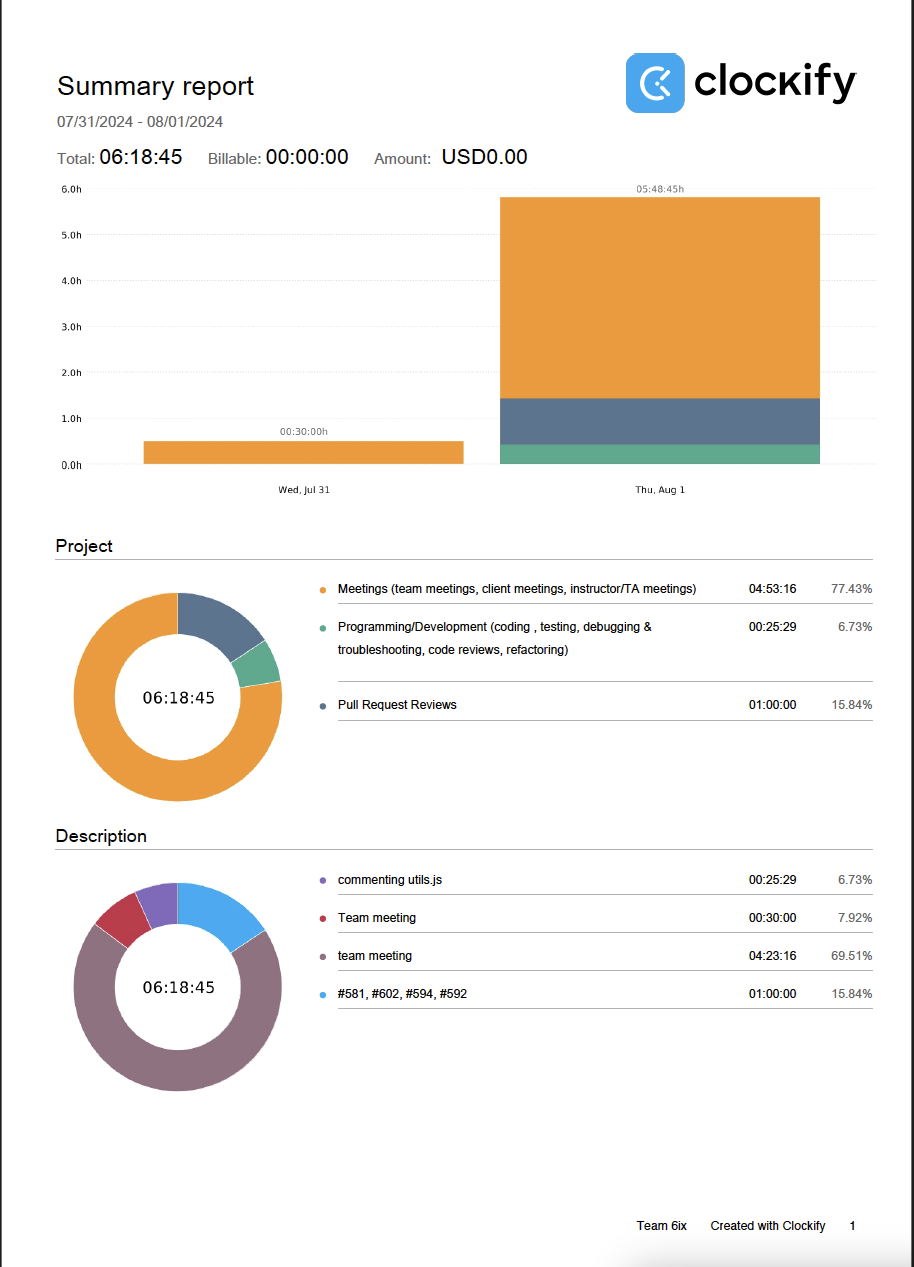 Summary report
clockify
07/31/2024 - 08/01/2024
Total: 06:18:45 Billable: 00:00:00 Amount: USD0.00
6.0h
05:48:45h
5.0h
4.0h
3.0h
2.0h
1.0h
00:30:00h
0.0h
Wed, Jul 31 Thu, Aug 1
Project
Meetings (team meetings, client meetings, instructor/TA meetings) 04:53:16 77.43%
Programming/Development (coding , testing, debugging & 00:25:29 6.73%
troubleshooting, code reviews, refactoring)
Pull Request Reviews 01:00:00 15.84%
06:18:45
Description
commenting utils.js 00:25:29 6.73%
Team meeting 00:30:00 7.92%
team meeting 04:23:16 69.51%
#581, #602, #594, #592 01:00:00 15.84%
06:18:45
Team 6ix Created with Clockify 1